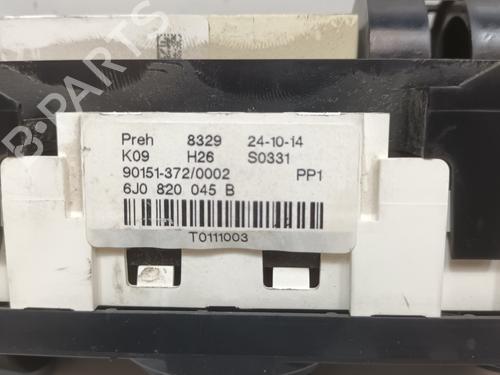 Preh 8329 24-10-14
K09 H26 S0331
90151-372/0002 PP1
6J0 820 045 B
T0111003
B-PARTS